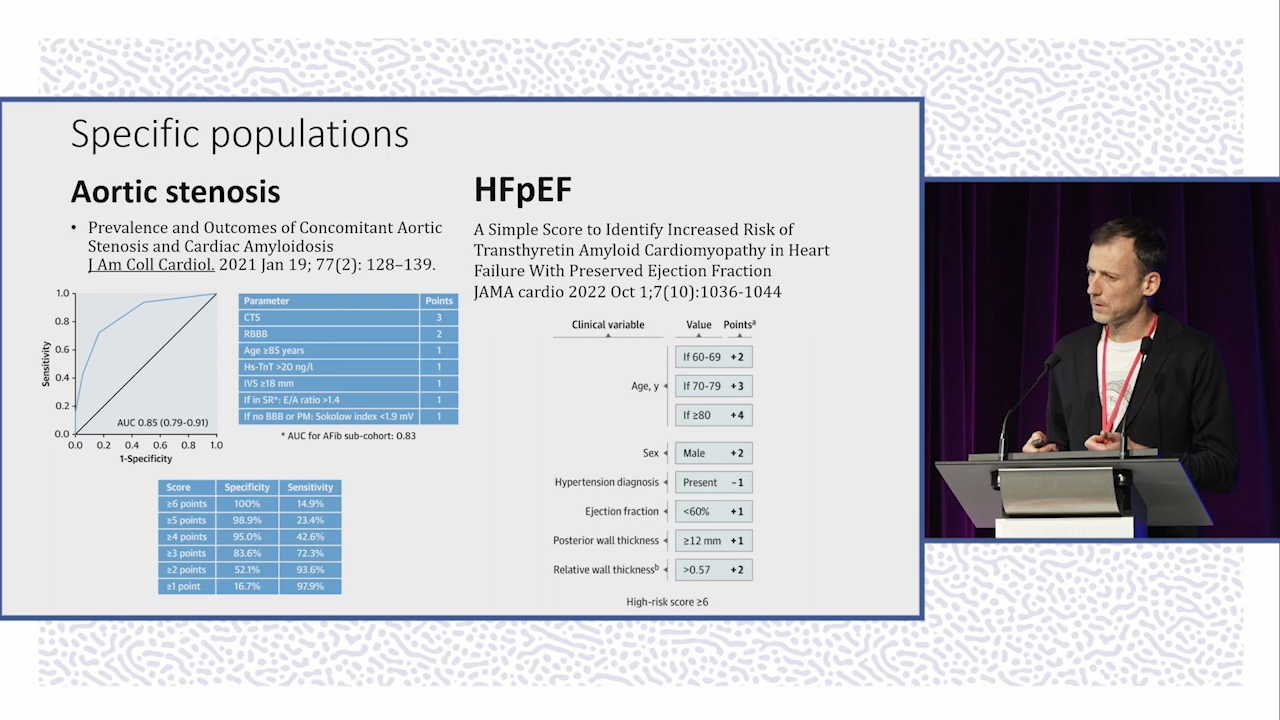 Specific populations
Aortic stenosis
• Prevalence and Outcomes of Concomitant Aortic
Stenosis and Cardiac Amyloidosis
J Am Coll Cardiol. 2021 Jan 19; 77(2): 128–139.
1.0
0.8
0.6
0.4
0.2
0.0
Sensitivity
AUC 0.85 (0.79-0.91)
0.0 0.2 0.4 0.6 0.8 1.0
1-Specificity
Parameter Points
CTS 3
RBBB 2
Age ≥85 years 1
Hs-TnT >20 ng/l 1
IVS ≥18 mm 1
If in SR*: E/A ratio >1.4 1
If no BBB or PM: Sokolow index <1.9 mV 1
* AUC for AFib sub-cohort: 0.83
Score Specificity Sensitivity
≥6 points 100% 14.9%
≥5 points 98.9% 23.4%
≥4 points 95.0% 42.6%
≥3 points 83.6% 72.3%
≥2 points 52.1% 93.6%
≥1 point 16.7% 97.9%
HFpEF
A Simple Score to Identify Increased Risk of
Transthyretin Amyloid Cardiomyopathy in Heart
Failure With Preserved Ejection Fraction
JAMA cardio 2022 Oct 1;7(10):1036-1044
Clinical variable Value Pointsᵃ
If 60-69 +2
Age, y If 70-79 +3
If ≥80 +4
Sex Male +2
Hypertension diagnosis Present −1
Ejection fraction <60% +1
Posterior wall thickness ≥12 mm +1
Relative wall thicknessᵇ >0.57 +2
High-risk score ≥6